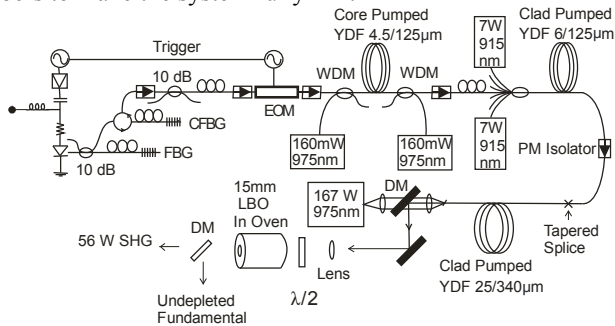 Core Pumped
YDF 4.5/125µm
7W
915
nm
Clad Pumped
YDF 6/125µm
Trigger
10 dB
WDM
WDM
EOM
CFBG
FBG
10 dB
160mW
975nm
160mW
975nm
7W
915
nm
PM Isolator
15mm
LBO
In Oven
167 W
975nm
DM
DM
56 W SHG
Lens
λ/2
Undepleted
Fundamental
Clad Pumped
YDF 25/340µm
Tapered
Splice